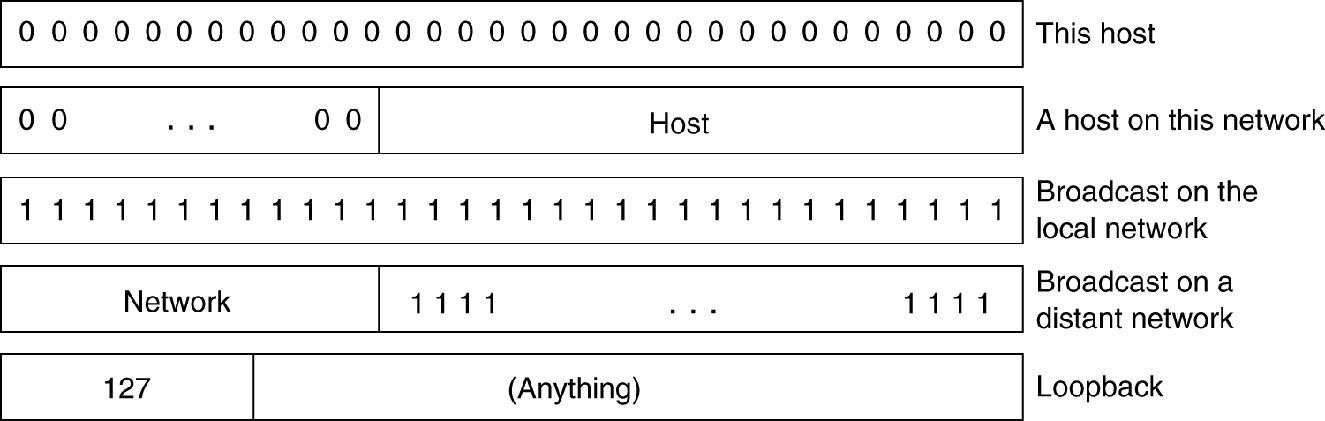 0 0 0 0 0 0 0 0 0 0 0 0 0 0 0 0 0 0 0 0 0 0 0 0 0 0 0 0 0 0 0 0 This host
0 0 ... 0 0 Host A host on this network
1 1 1 1 1 1 1 1 1 1 1 1 1 1 1 1 1 1 1 1 1 1 1 1 1 1 1 1 1 1 1 1 Broadcast on the
local network
Network 1 1 1 1 ... 1 1 1 1 Broadcast on a
distant network
127 (Anything) Loopback